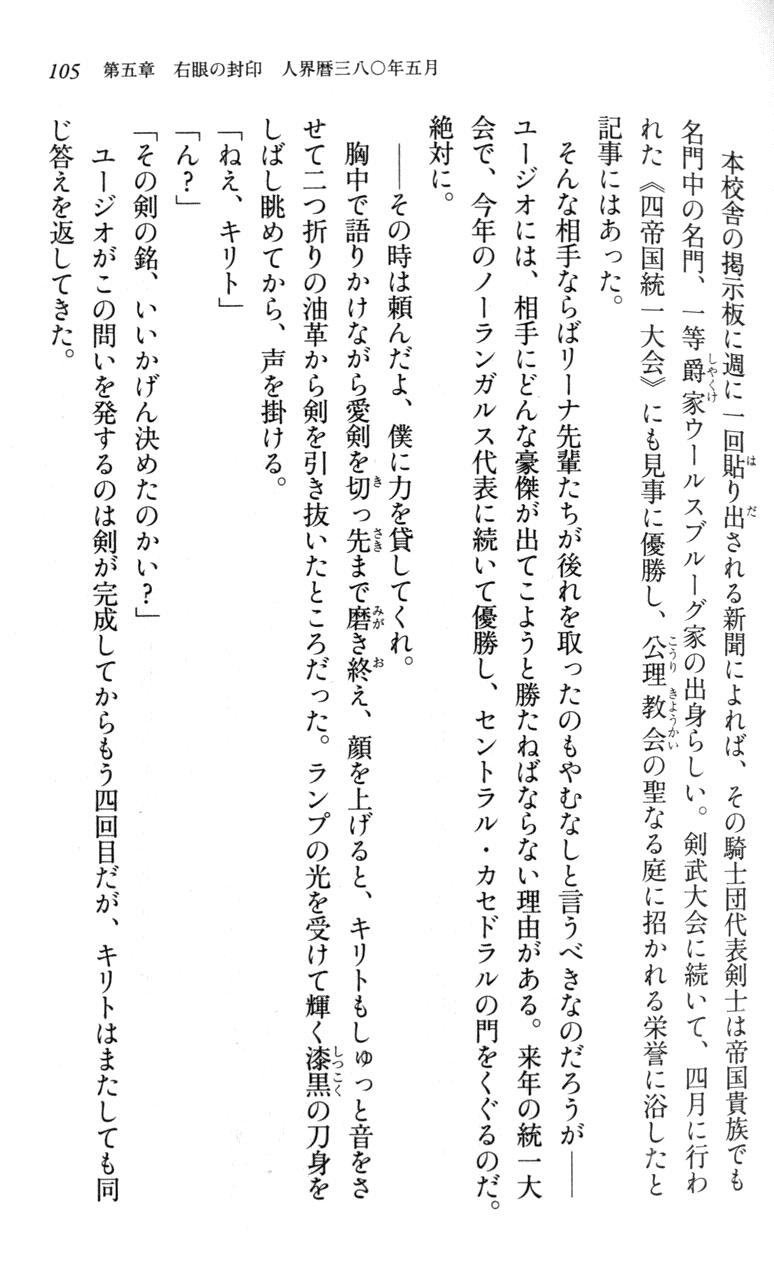 105 第五章 右眼の封印 人界暦三八〇年五月
本校舎の掲示板に週に一回貼り出される新聞によれば、その騎士団代表剣士は帝国貴族でも
名門中の名門、一等爵家ウールスブルーグ家の出身らしい。剣武大会に続いて、四月に行わ
れた《四帝国統一大会》にも見事に優勝し、公理教会の聖なる庭に招かれる栄誉に浴したと
記事にはあった。
そんな相手ならばリーナ先輩たちが後れを取ったのもやむなしと言うべきなのだろうが――
ユージオには、相手にどんな豪傑が出てこようと勝たねばならない理由がある。来年の統一大
会で、今年のノーランガルス代表に続いて優勝し、セントラル・カセドラルの門をくぐるのだ。
絶対に。
――その時は頼んだよ、僕に力を貸してくれ。
胸中で語りかけながら愛剣を切っ先まで磨き終え、顔を上げると、キリトもしゅっと音をさ
せて二つ折りの油革から剣を引き抜いたところだった。ランプの光を受けて輝く漆黒の刀身を
しばし眺めてから、声を掛ける。
「ねえ、キリト」
「ん？」
「その剣の銘、いいかげん決めたのかい？」
ユージオがこの問いを発するのは剣が完成してからもう四回目だが、キリトはまたしても同
じ答えを返してきた。